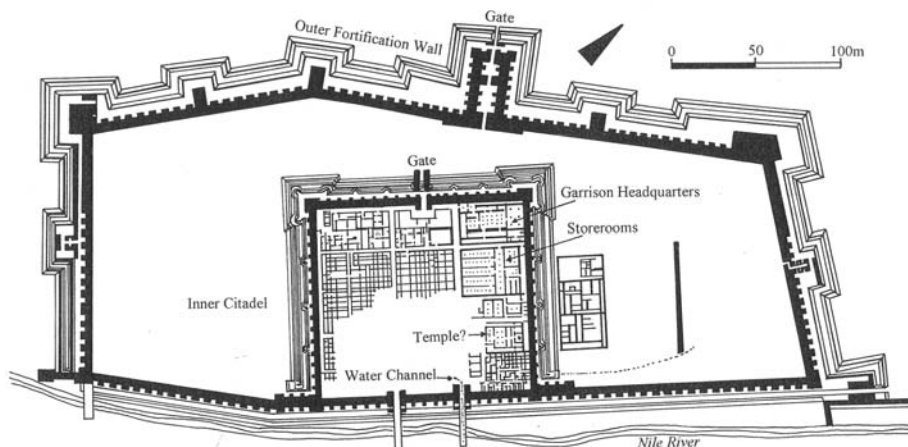 Gate
Outer Fortification Wall
0 50 100m
Gate
Garrison Headquarters
Storerooms
Inner Citadel
Temple?
Water Channel
Nile River